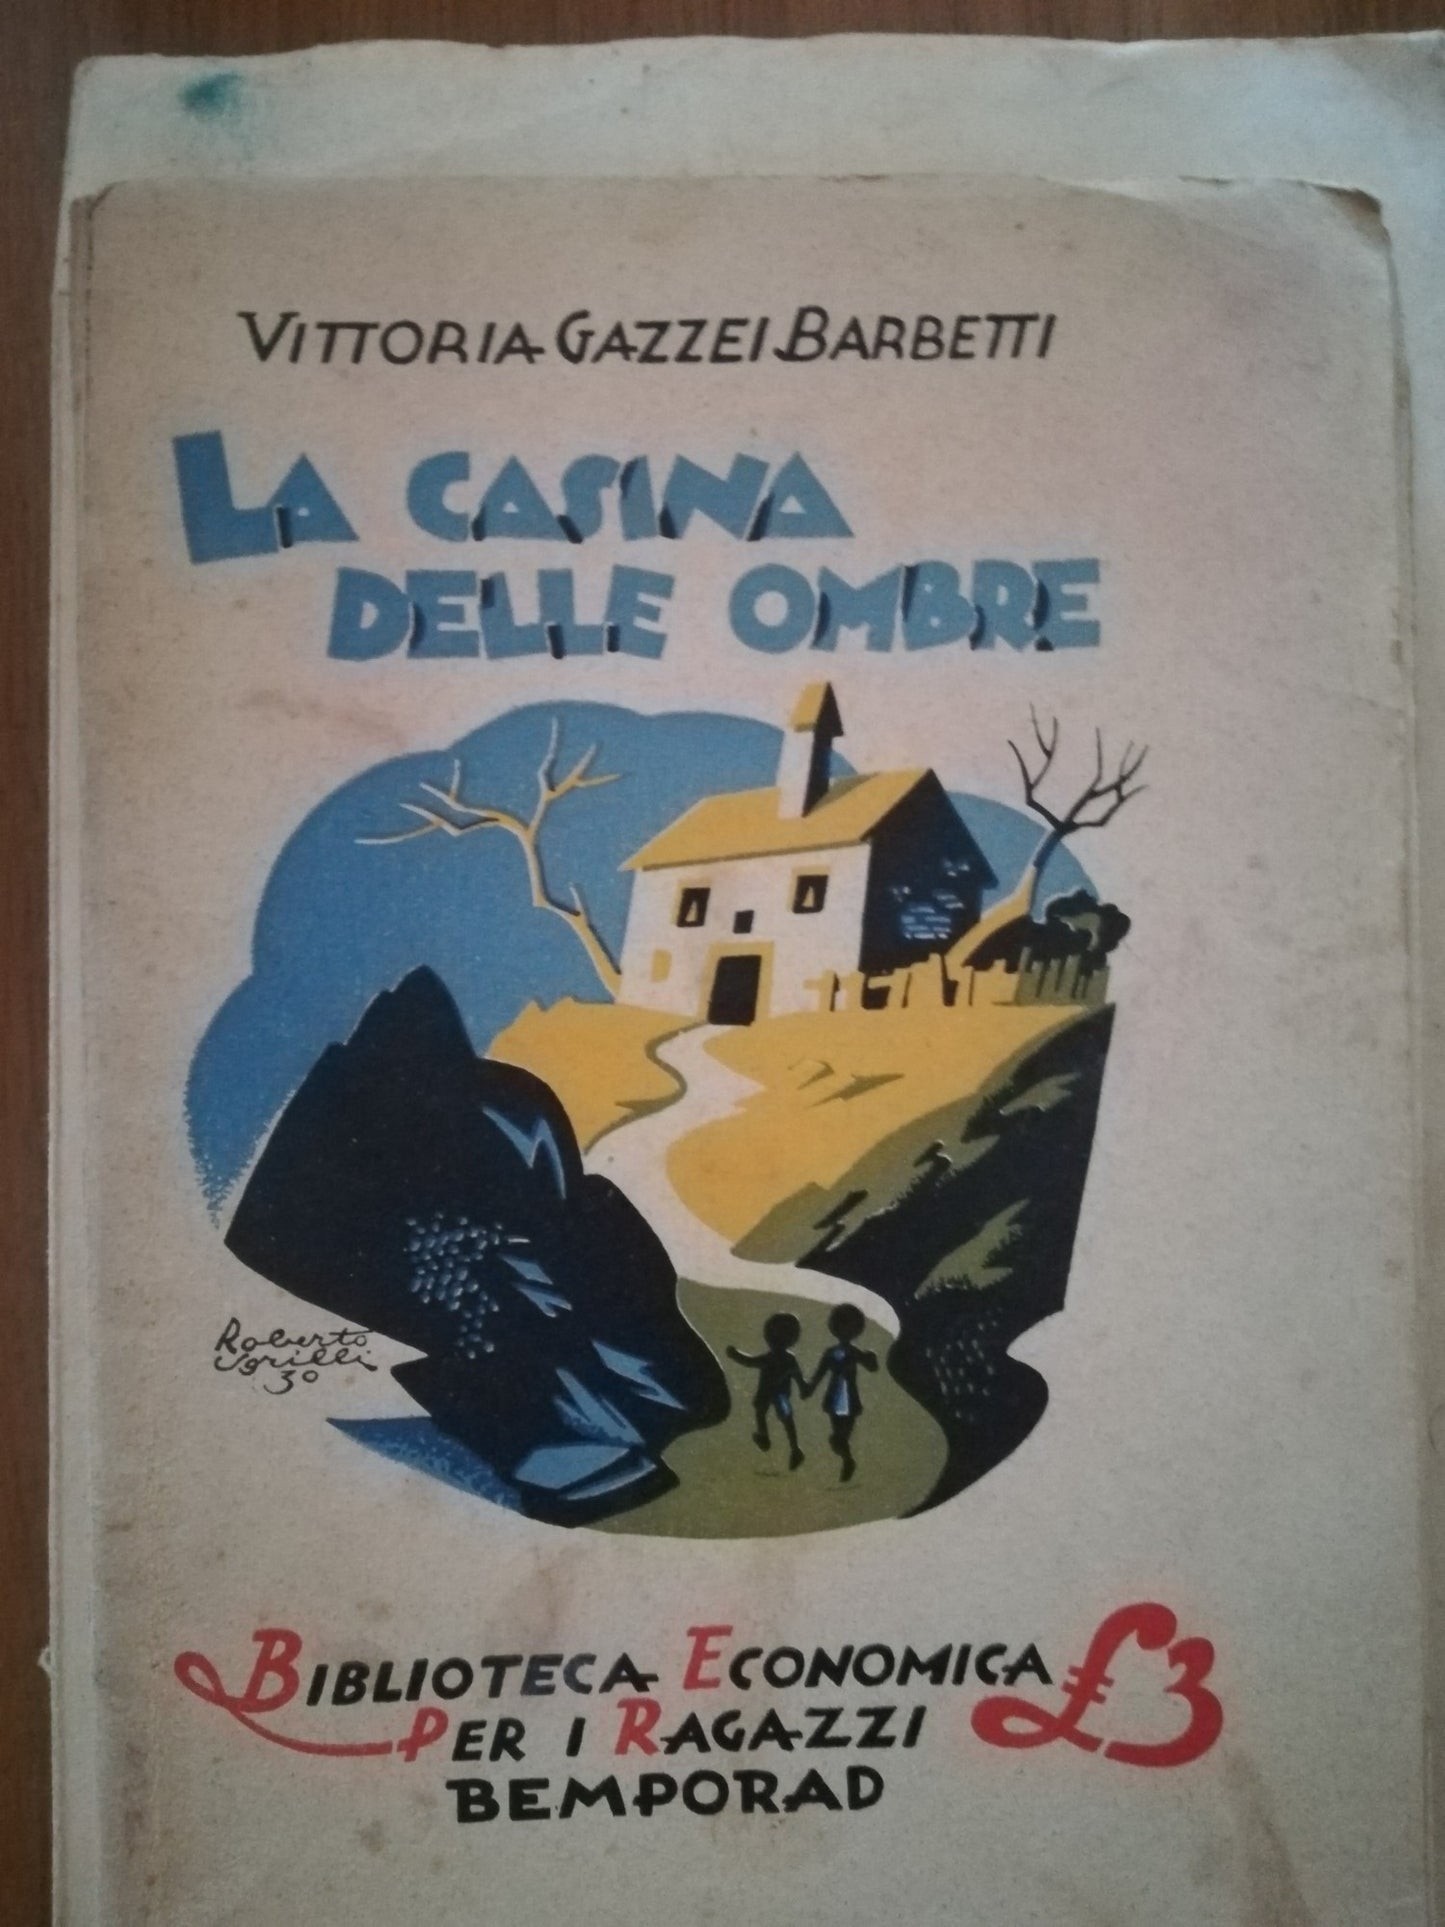 VITTORIA GAZZEI BARBETTI
LA CASINA
DELLE OMBRE
Roberto
Sgrilli
30
BIBLIOTECA ECONOMICA
PER I RAGAZZI
£3
BEMPORAD